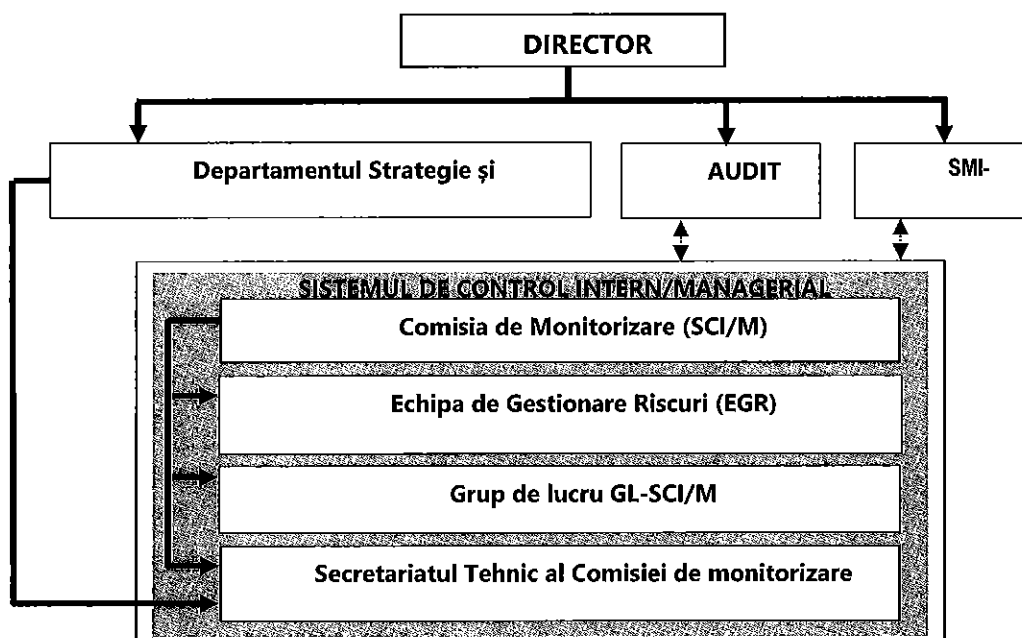 DIRECTOR
Departamentul Strategie și
AUDIT
SMI-
SISTEMUL DE CONTROL INTERN/MANAGERIAL
Comisia de Monitorizare (SCI/M)
Echipa de Gestionare Riscuri (EGR)
Grup de lucru GL-SCI/M
Secretariatul Tehnic al Comisiei de monitorizare